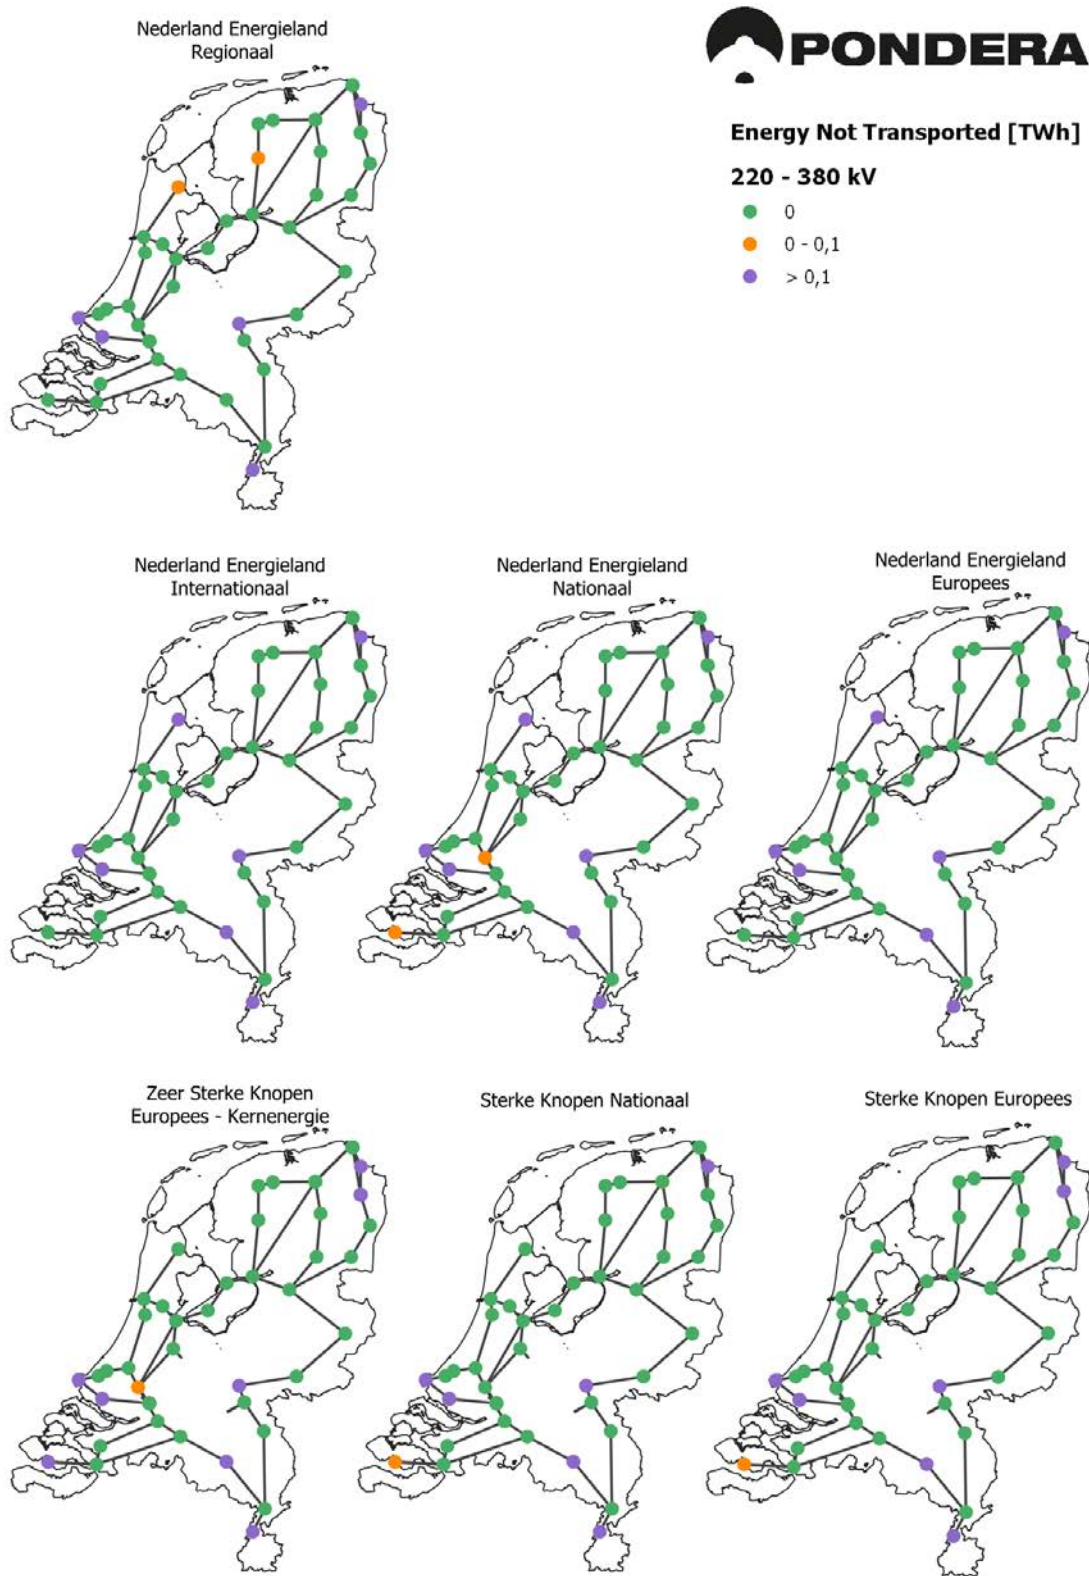 Nederland Energieland
Regionaal
PONDERA
Energy Not Transported [TWh]
220 - 380 kV
0
0 - 0,1
> 0,1
Nederland Energieland
Internationaal
Nederland Energieland
Nationaal
Nederland Energieland
Europees
Zeer Sterke Knopen
Europees - Kernenergie
Sterke Knopen Nationaal
Sterke Knopen Europees